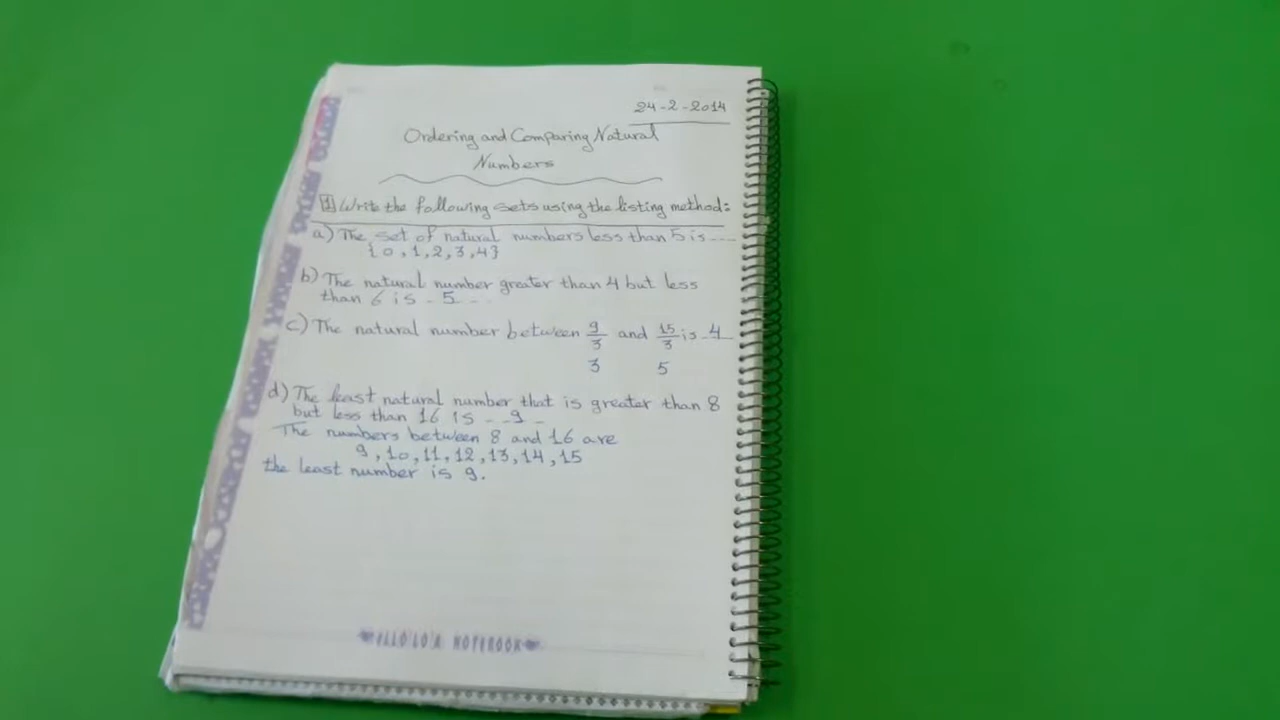 24-2-2014
Ordering and Comparing Natural
Numbers
1 Write the following sets using the listing method:
a) The set of natural numbers less than 5 is ....
{0, 1, 2, 3, 4}
b) The natural number greater than 4 but less
than 6 is .. 5 ....
c) The natural number between 9/3 and 15/3 is .. 4
3 5
d) The least natural number that is greater than 8
but less than 16 is - - 9 -
The numbers between 8 and 16 are
9, 10, 11, 12, 13, 14, 15
the least number is 9.
NOTEBOOK